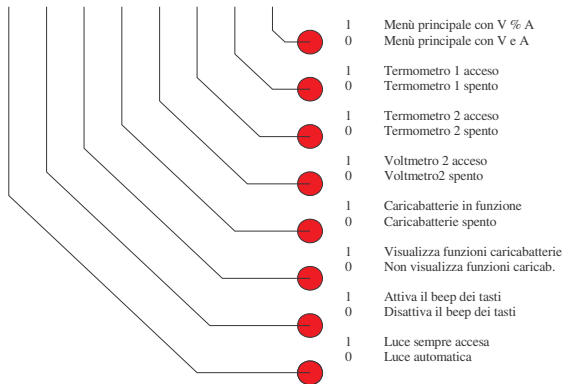 1 Menù principale con V % A
0 Menù principale con V e A
1 Termometro 1 acceso
0 Termometro 1 spento
1 Termometro 2 acceso
0 Termometro 2 spento
1 Voltmetro 2 acceso
0 Voltmetro2 spento
1 Caricabatterie in funzione
0 Caricabatterie spento
1 Visualizza funzioni caricabatterie
0 Non visualizza funzioni caricab.
1 Attiva il beep dei tasti
0 Disattiva il beep dei tasti
1 Luce sempre accesa
0 Luce automatica